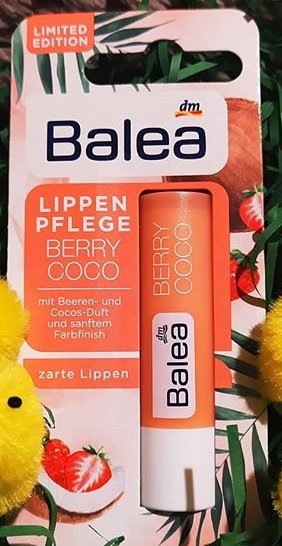 LIMITED
EDITION
dm
Balea
LIPPEN
PFLEGE
BERRY
COCO
mit Beeren- und
Cocos-Duft
und sanftem
Farbfinish
zarte Lippen
BERRY
COCO
dm
Balea